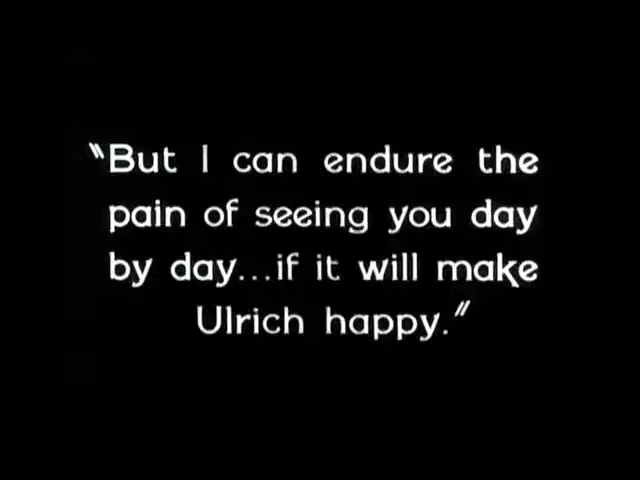 "But I can endure the
pain of seeing you day
by day...if it will make
Ulrich happy."